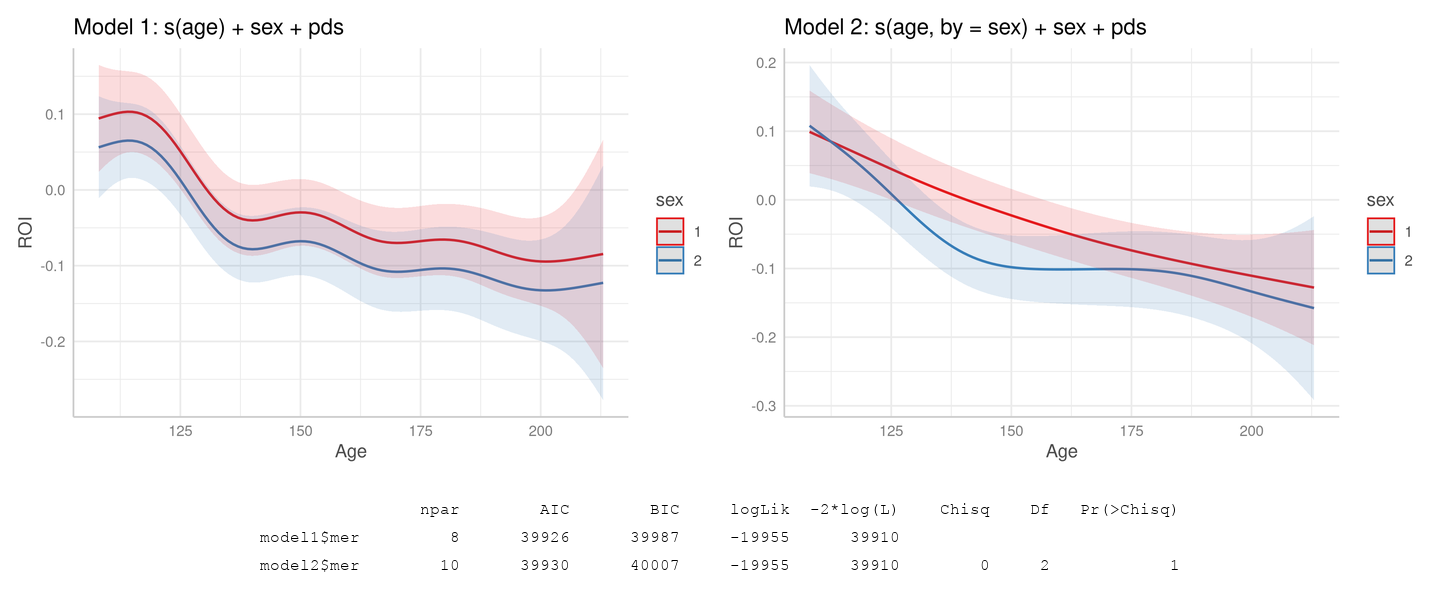 Model 1: s(age) + sex + pds
0.1
0.0
-0.1
-0.2
ROI
125 150 175 200
Age
sex
1
2
Model 2: s(age, by = sex) + sex + pds
0.2
0.1
0.0
-0.1
-0.2
-0.3
ROI
125 150 175 200
Age
sex
1
2
npar AIC BIC logLik -2*log(L) Chisq Df Pr(>Chisq)
model1$mer 8 39926 39987 -19955 39910
model2$mer 10 39930 40007 -19955 39910 0 2 1